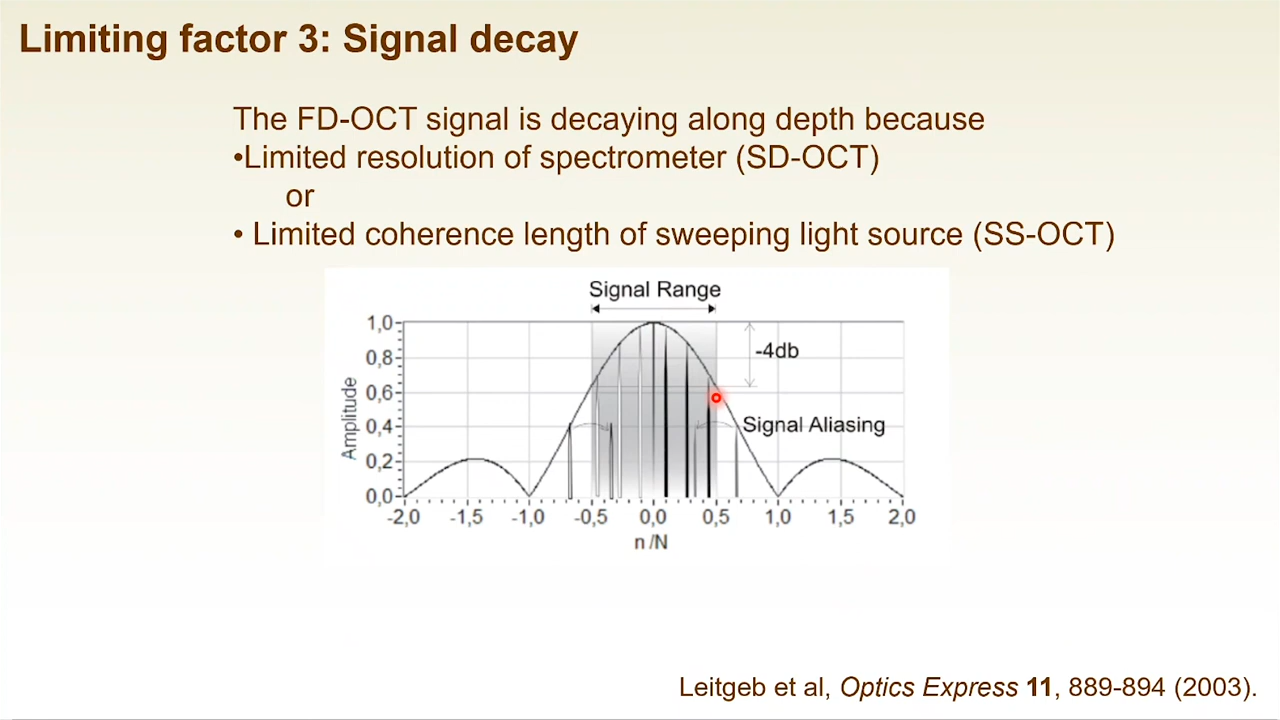 Limiting factor 3: Signal decay
The FD-OCT signal is decaying along depth because
•Limited resolution of spectrometer (SD-OCT)
or
• Limited coherence length of sweeping light source (SS-OCT)
Signal Range
1,0
0,8
0,6
0,4
0,2
0,0
Amplitude
-4db
Signal Aliasing
-2,0 -1,5 -1,0 -0,5 0,0 0,5 1,0 1,5 2,0
n /N
Leitgeb et al, Optics Express 11, 889-894 (2003).